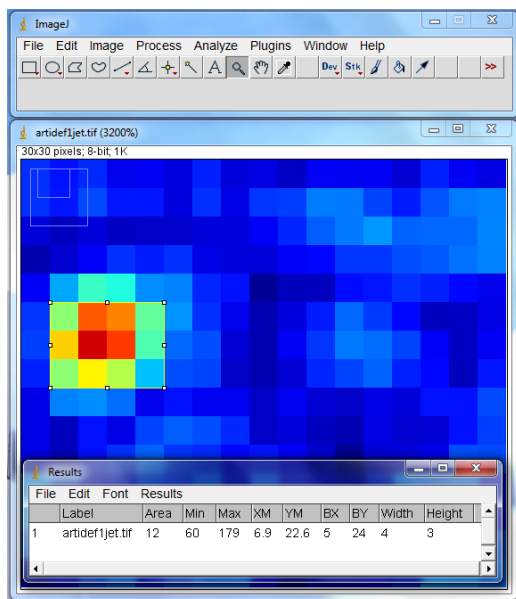 ImageJ
File Edit Image Process Analyze Plugins Window Help
A Dev Stk >>
artidef1jet.tif (3200%)
30x30 pixels; 8-bit; 1K
Results
File Edit Font Results
Label Area Min Max XM YM BX BY Width Height
1 artidef1jet.tif 12 60 179 6.9 22.6 5 24 4 3